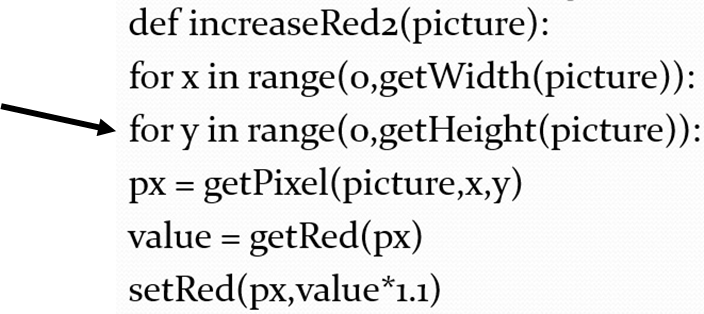 def increaseRed2(picture):
for x in range(0,getWidth(picture)):
for y in range(0,getHeight(picture)):
px = getPixel(picture,x,y)
value = getRed(px)
setRed(px,value*1.1)